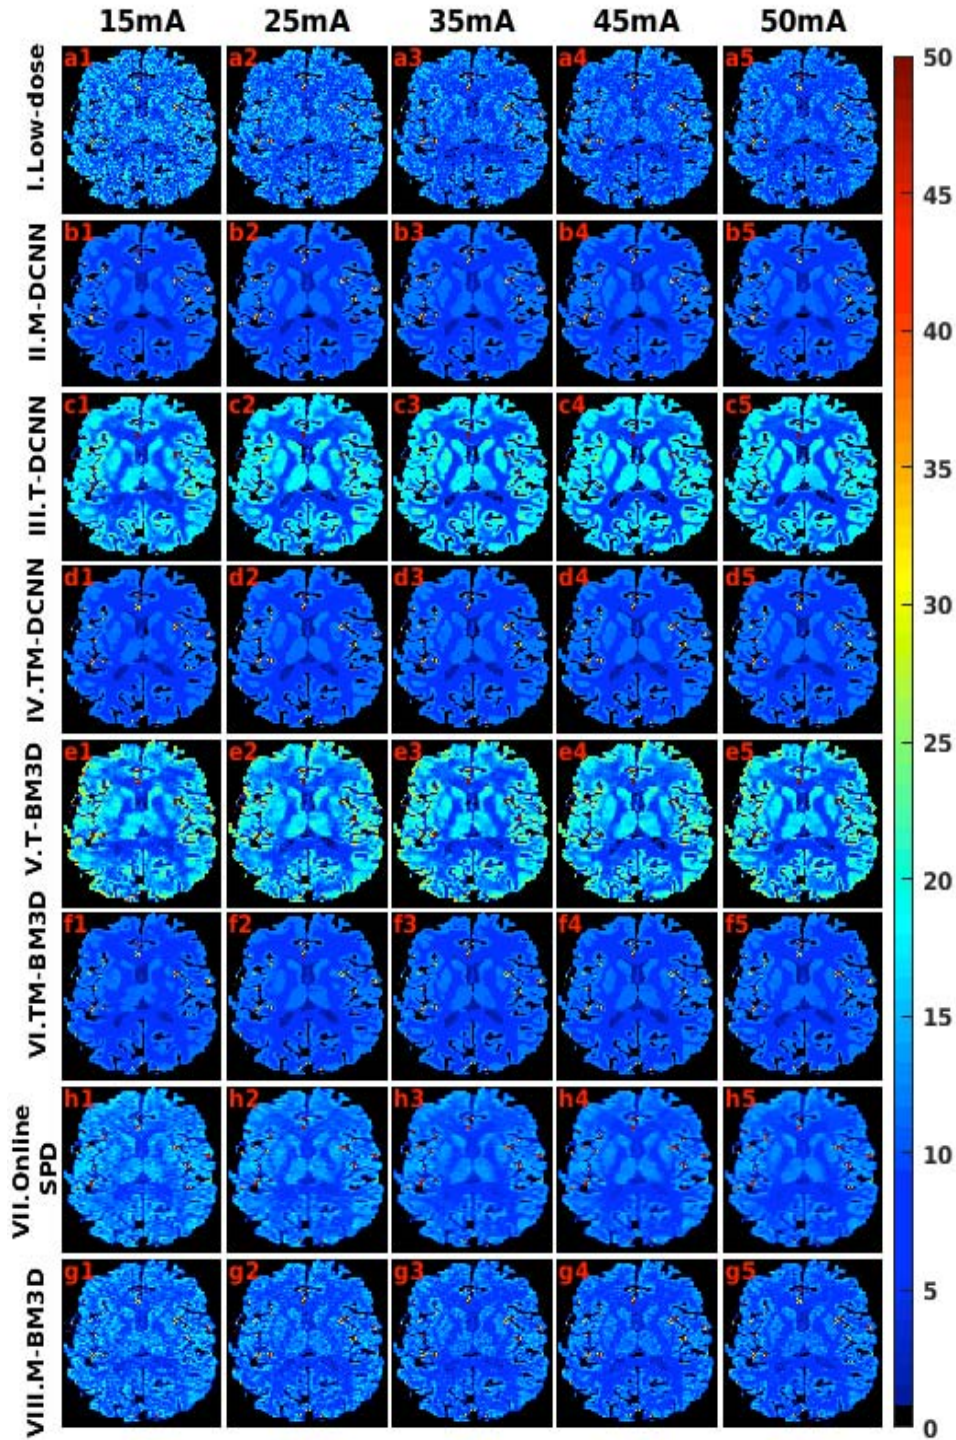 15mA 25mA 35mA 45mA 50mA
I.Low-dose
a1 a2 a3 a4 a5
II.M-DCNN
b1 b2 b3 b4 b5
III.T-DCNN
c1 c2 c3 c4 c5
IV.TM-DCNN
d1 d2 d3 d4 d5
V.T-BM3D
e1 e2 e3 e4 e5
VI.TM-BM3D
f1 f2 f3 f4 f5
VII.Online
SPD
h1 h2 h3 h4 h5
VIII.M-BM3D
g1 g2 g3 g4 g5
50
45
40
35
30
25
20
15
10
5
0